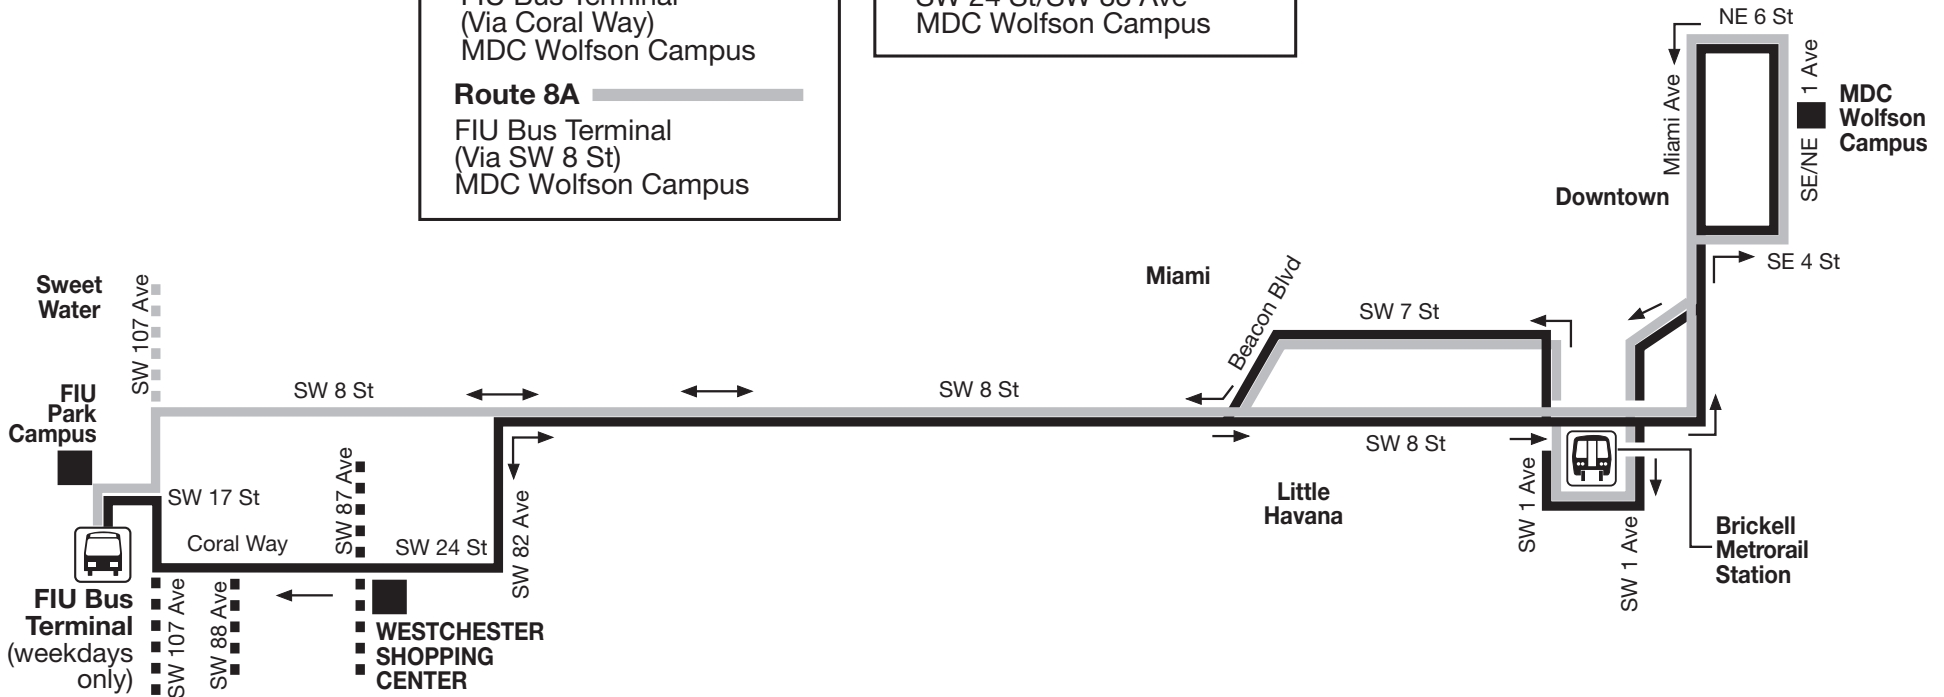 FIU Bus Terminal
(Via Coral Way)
MDC Wolfson Campus
Route 8A
FIU Bus Terminal
(Via SW 8 St)
MDC Wolfson Campus
SW 24 St/SW 88 Ave
MDC Wolfson Campus
NE 6 St
Miami Ave
SE/NE 1 Ave
MDC
Wolfson
Campus
Downtown
SE 4 St
Miami
Beacon Blvd
SW 7 St
Sweet
Water
SW 107 Ave
SW 8 St
SW 8 St
SW 8 St
FIU
Park
Campus
SW 17 St
Coral Way
SW 87 Ave
SW 24 St
SW 82 Ave
Little
Havana
SW 1 Ave
SW 1 Ave
Brickell
Metrorail
Station
FIU Bus
Terminal
(weekdays
only)
SW 107 Ave
SW 88 Ave
WESTCHESTER
SHOPPING
CENTER